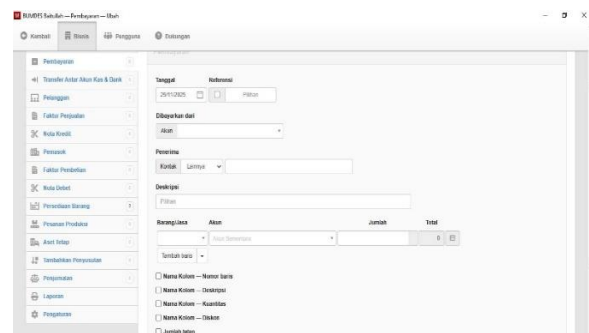 BUMDES Baitullah — Pembayaran — Ubah
Kembali Bisnis Pengguna Dukungan
Pembayaran
Transfer Antar Akun Kas & Bank
Pelanggan
Faktur Penjualan
Nota Kredit
Pemasok
Faktur Pembelian
Nota Debet
Persediaan Barang
Pesanan Produksi
Aset Tetap
Tambahkan Penyusutan
Penyesuaian
Laporan
Pengaturan
Pembayaran
Tanggal Referensi
29/11/2025 Pilihan
Dibayarkan dari
Akun
Penerima
Kontak Lainnya
Deskripsi
Pilihan
Barang/Jasa Akun Jumlah Total
Akun Sementara 0
Tambah baris
Nama Kolom — Nomor baris
Nama Kolom — Deskripsi
Nama Kolom — Kuantitas
Nama Kolom — Diskon
Jumlah tetap